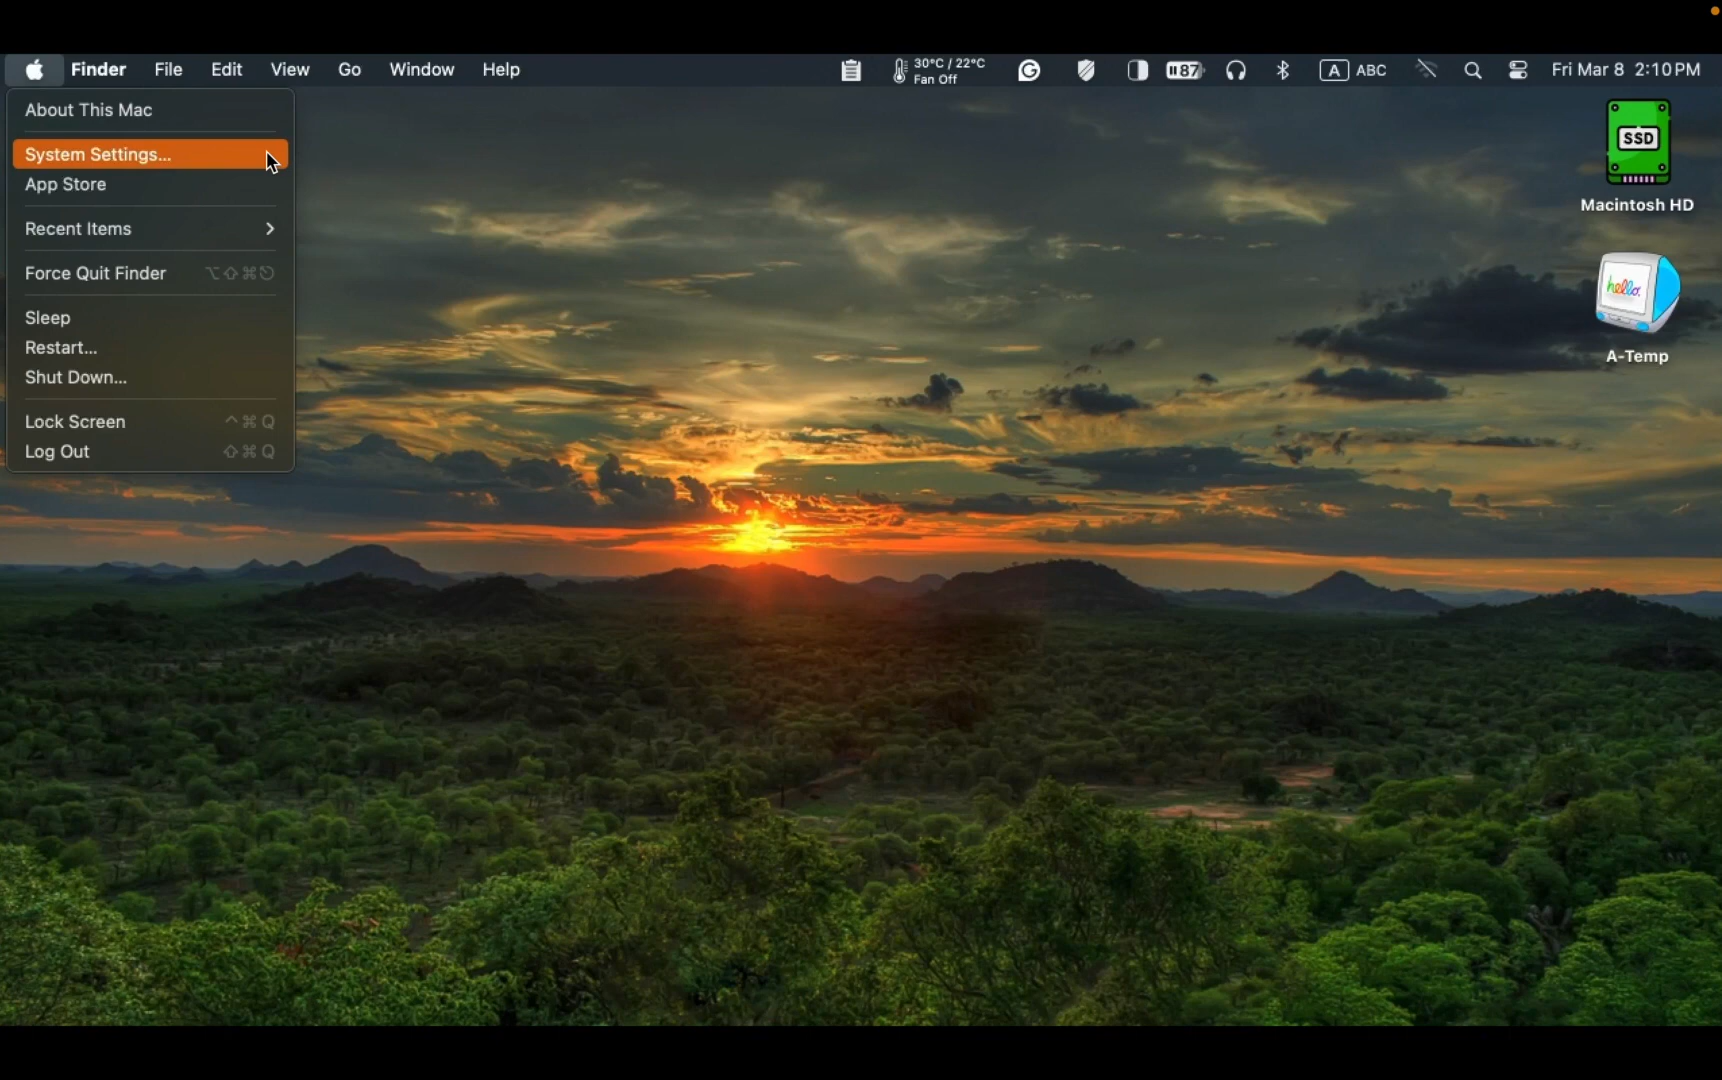 Finder File Edit View Go Window Help 30°C / 22°C 87 A ABC Fri Mar 8 2:10 PM
Fan Off
About This Mac
System Settings...
App Store
Recent Items
Force Quit Finder ⌥⇧⌘⎋
Sleep
Restart...
Shut Down...
Lock Screen ^⌘Q
Log Out ⇧⌘Q
SSD
Macintosh HD
hello.
A-Temp